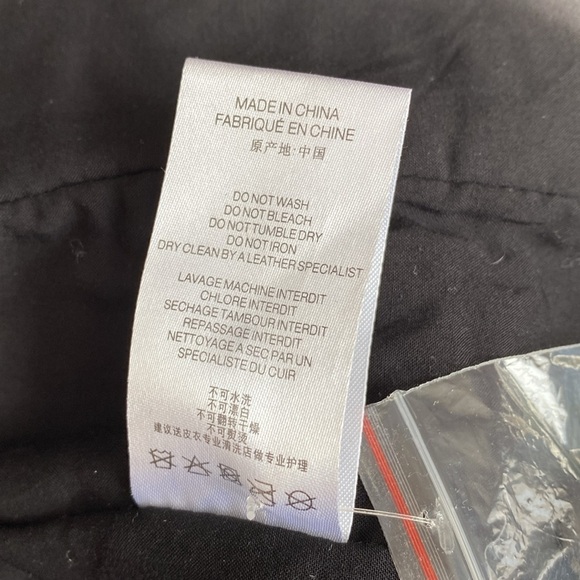 MADE IN CHINA
FABRIQUÉ EN CHINE
原产地·中国
DO NOT WASH
DO NOT BLEACH
DO NOT TUMBLE DRY
DO NOT IRON
DRY CLEAN BY A LEATHER SPECIALIST
LAVAGE MACHINE INTERDIT
CHLORE INTERDIT
SECHAGE TAMBOUR INTERDIT
REPASSAGE INTERDIT
NETTOYAGE A SEC PAR UN
SPECIALISTE DU CUIR
不可水洗
不可漂白
不可翻转干燥
不可熨烫
建议送皮衣专业清洗店做专业护理